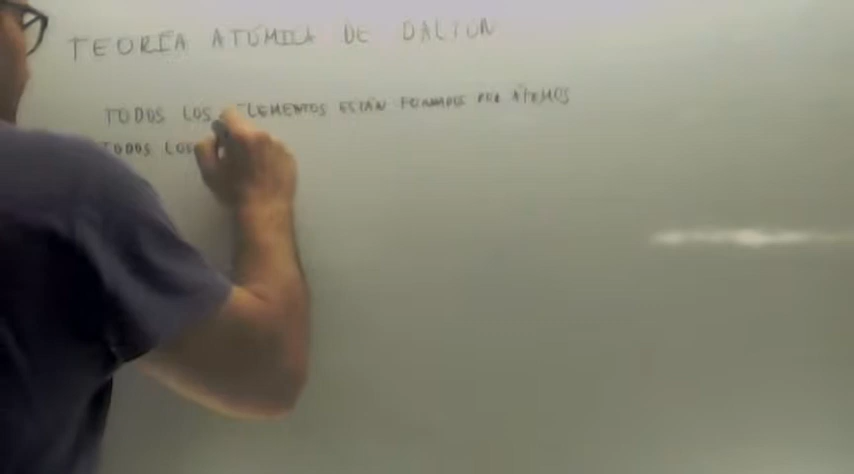 TEORÍA ATÓMICA DE DALTON
TODOS LOS ELEMENTOS ESTÁN FORMADOS POR ÁTOMOS
TODOS LOS